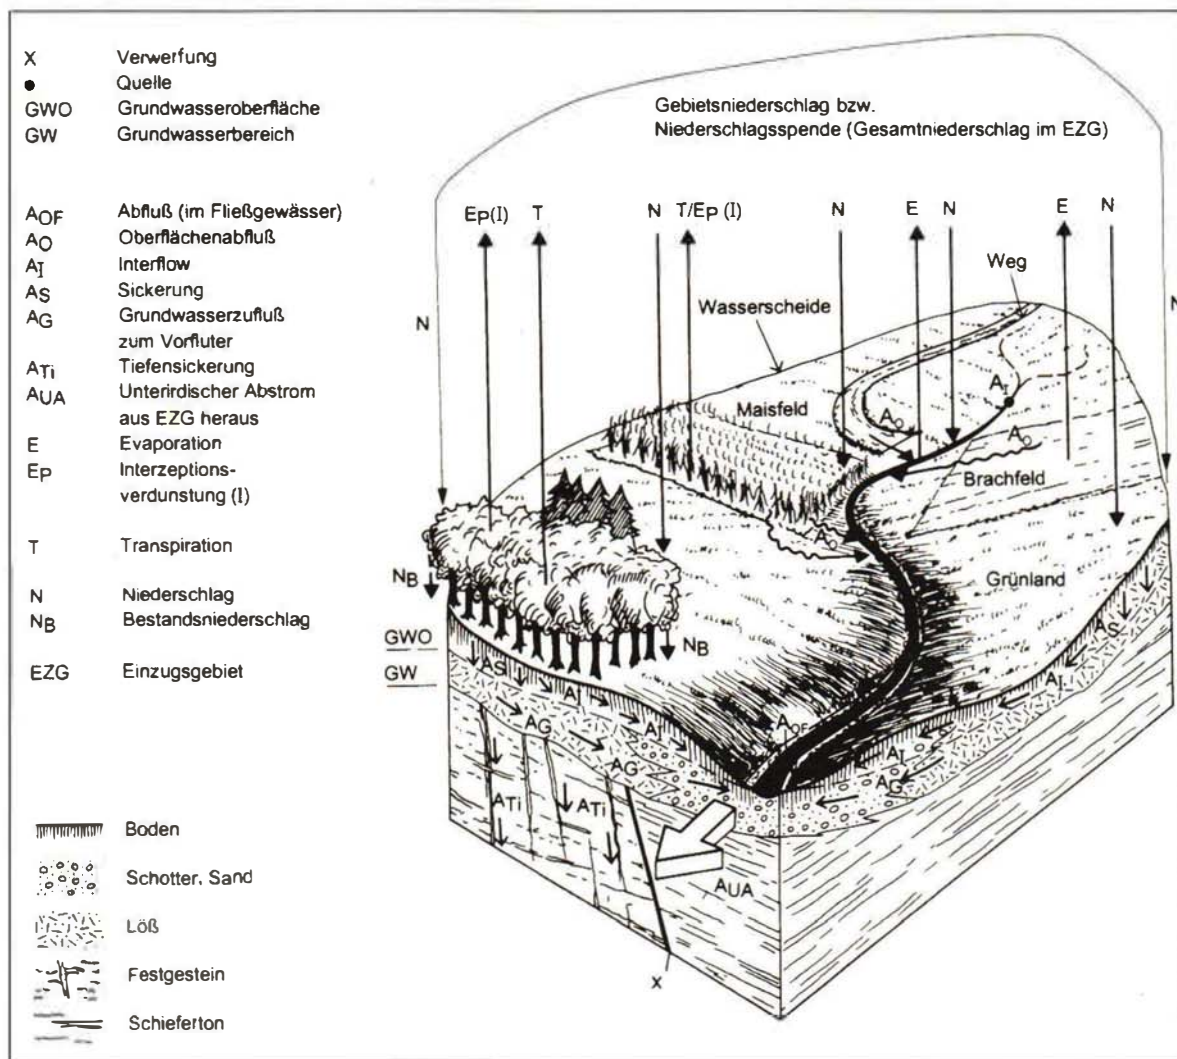 X Verwerfung
● Quelle
GWO Grundwasseroberfläche
GW Grundwasserbereich
AOF Abfluß (im Fließgewässer)
AO Oberflächenabfluß
AI Interflow
AS Sickerung
AG Grundwasserzufluß
zum Vorfluter
ATi Tiefensickerung
AUA Unterirdischer Abstrom
aus EZG heraus
E Evaporation
EP Interzeptions-
verdunstung (I)
T Transpiration
N Niederschlag
NB Bestandsniederschlag
EZG Einzugsgebiet
Boden
Schotter, Sand
Löß
Festgestein
Schieferton
Gebietsniederschlag bzw.
Niederschlagsspende (Gesamtniederschlag im EZG)
EP(I) T N T/EP (I) N E N E N
Weg
N
Wasserscheide
N
AI
Maisfeld
AO
AO
Brachfeld
AO
NB
Grünland
GWO
NB
AS
GW
AS
AI
AI
AG
AI
AOF
AI
AG
AG
ATi
ATi
AUA
X